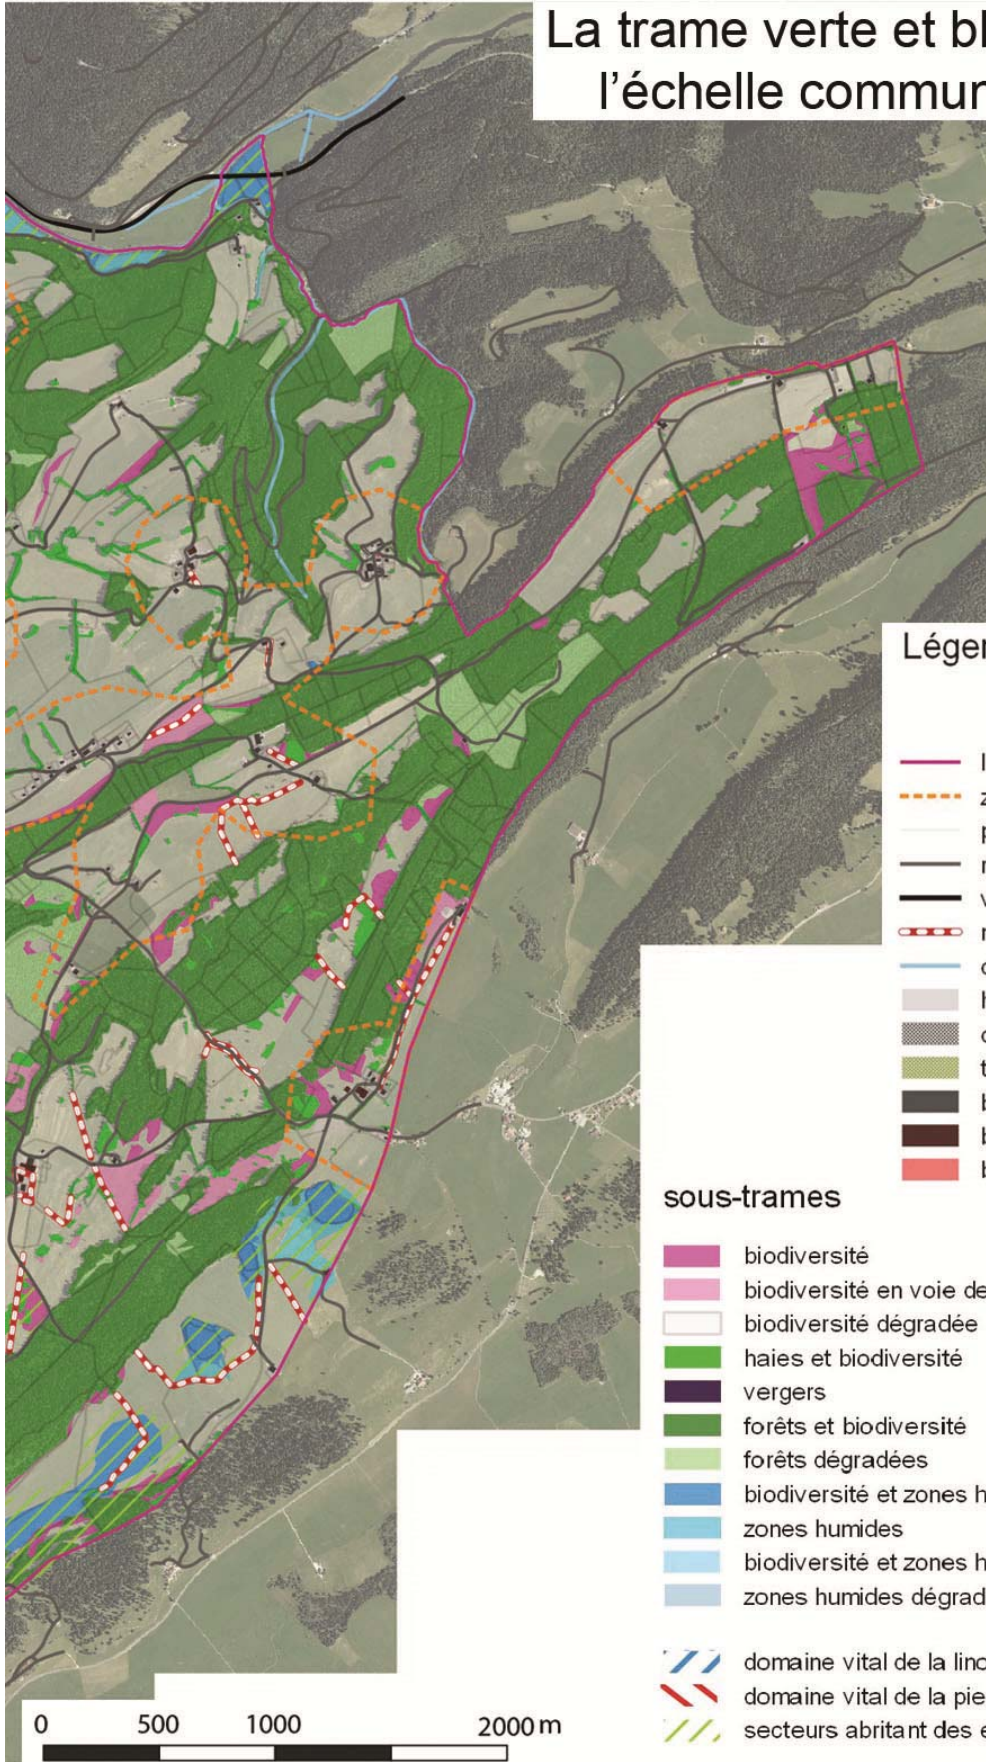 La trame verte et bl
l'échelle commun
Léger
l
z
p
r
v
r
c
h
c
t
b
b
b
sous-trames
biodiversité
biodiversité en voie de
biodiversité dégradée
haies et biodiversité
vergers
forêts et biodiversité
forêts dégradées
biodiversité et zones h
zones humides
biodiversité et zones h
zones humides dégrad
domaine vital de la lino
domaine vital de la pie
secteurs abritant des e
0 500 1000 2000 m